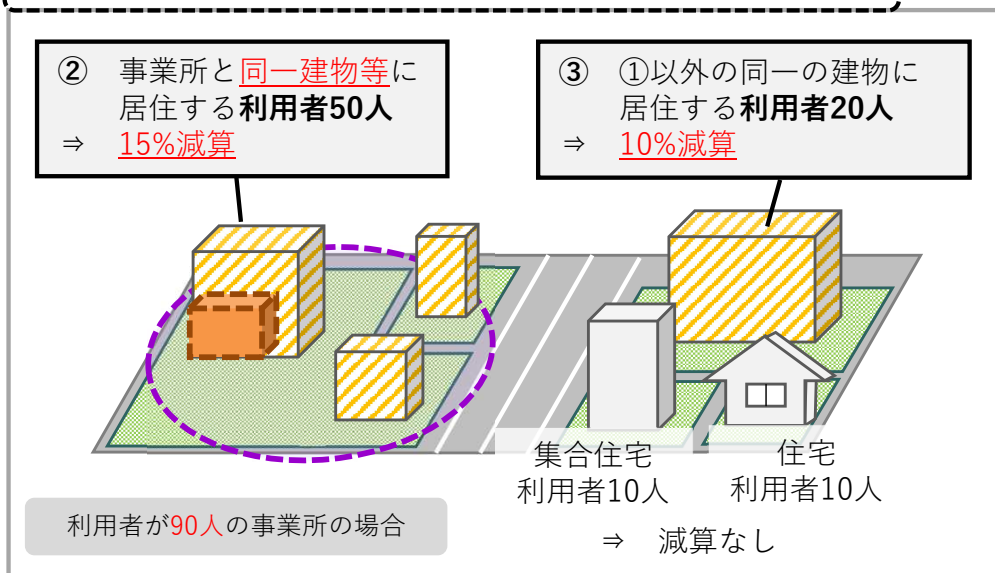 ② 事業所と同一建物等に
居住する利用者50人
⇒ 15%減算
③ ①以外の同一の建物に
居住する利用者20人
⇒ 10%減算
集合住宅
利用者10人
住宅
利用者10人
⇒ 減算なし
利用者が90人の事業所の場合